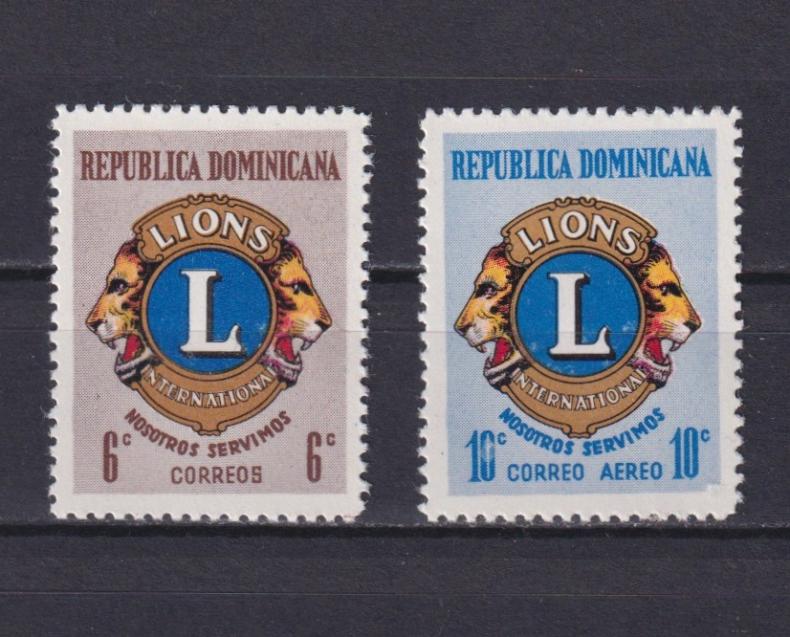 REPUBLICA DOMINICANA
LIONS
L
INTERNATIONAL
NOSOTROS SERVIMOS
6c 6c
CORREOS
REPUBLICA DOMINICANA
LIONS
L
INTERNATIONAL
NOSOTROS SERVIMOS
10c CORREO AEREO 10c